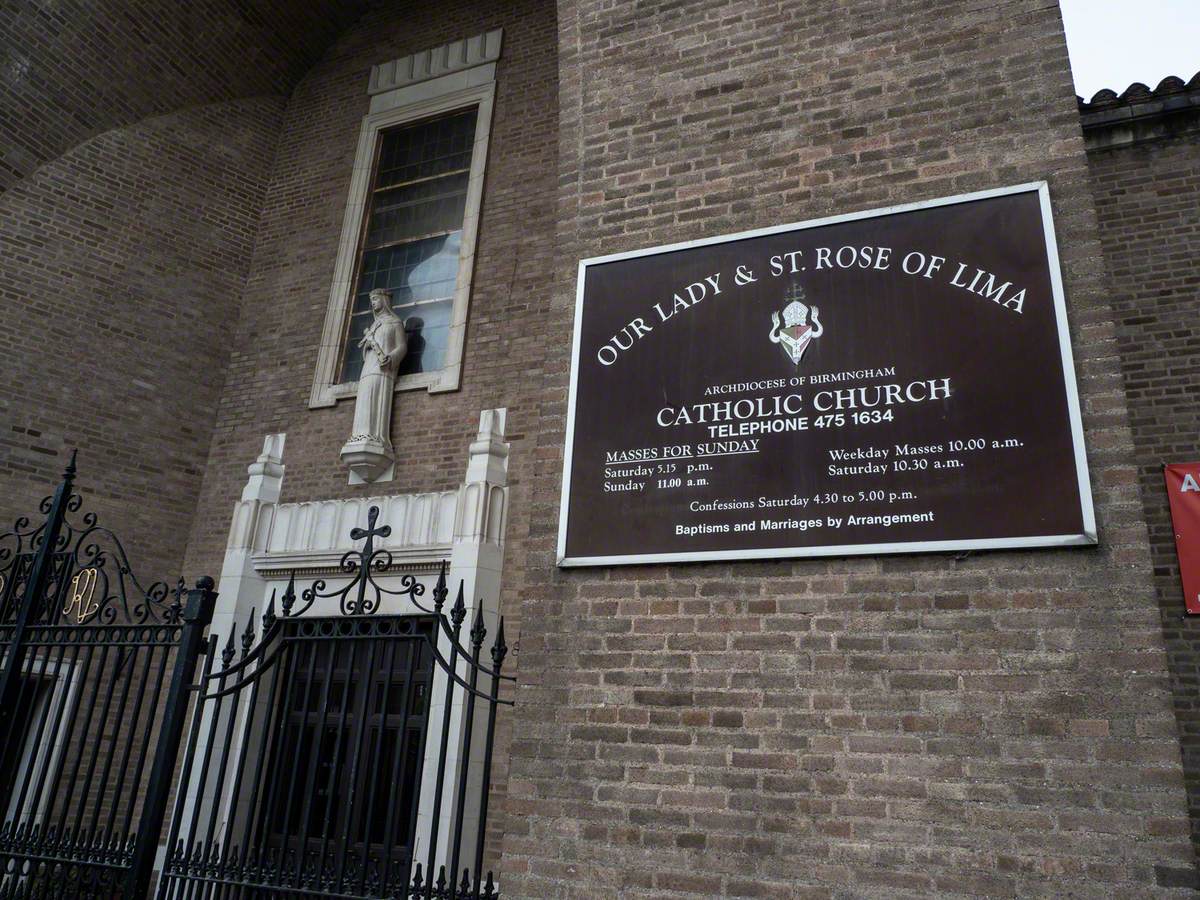 OUR LADY & ST. ROSE OF LIMA
ARCHDIOCESE OF BIRMINGHAM
CATHOLIC CHURCH
TELEPHONE 475 1634
MASSES FOR SUNDAY
Saturday 5.15 p.m.
Sunday 11.00 a.m.
Weekday Masses 10.00 a.m.
Saturday 10.30 a.m.
Confessions Saturday 4.30 to 5.00 p.m.
Baptisms and Marriages by Arrangement